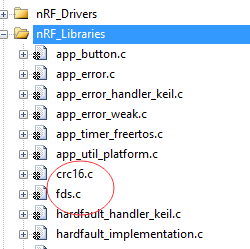 nRF_Drivers
nRF_Libraries
app_button.c
app_error.c
app_error_handler_keil.c
app_error_weak.c
app_timer_freertos.c
app_util_platform.c
crc16.c
fds.c
hardfault_handler_keil.c
hardfault_implementation.c